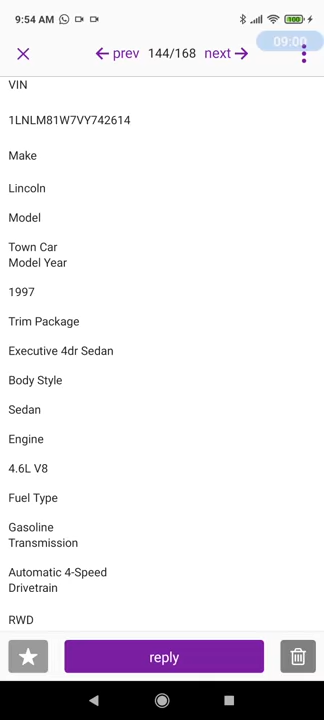 9:54 AM
100
09:00
prev 144/168 next
VIN
1LNLM81W7VY742614
Make
Lincoln
Model
Town Car
Model Year
1997
Trim Package
Executive 4dr Sedan
Body Style
Sedan
Engine
4.6L V8
Fuel Type
Gasoline
Transmission
Automatic 4-Speed
Drivetrain
RWD
reply